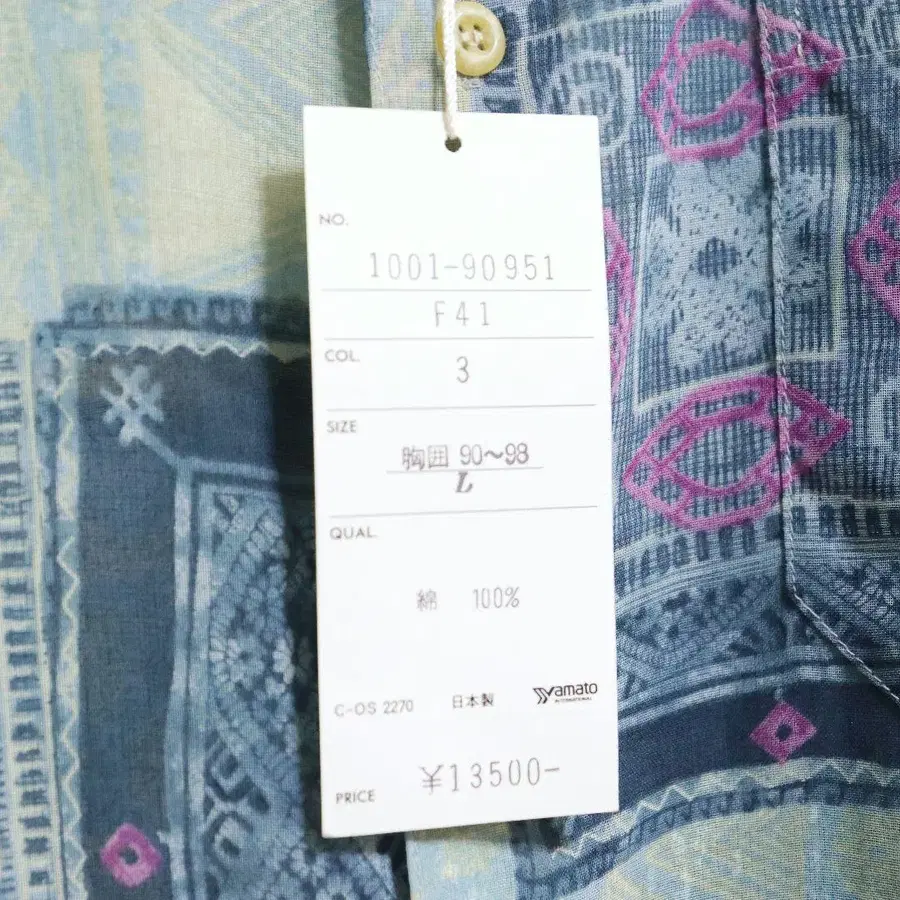 NO.
1001-90951
F41
COL.
3
SIZE
胸囲 90～98
L
QUAL.
綿 100%
C-OS 2270 日本製 Yamato
INTERNATIONAL
PRICE ¥13500-